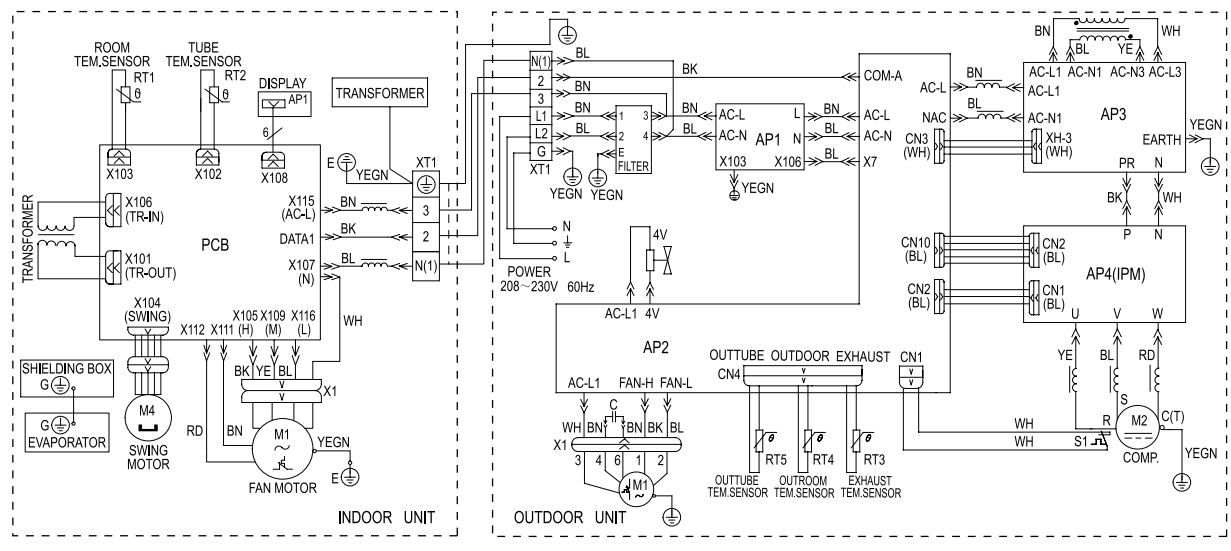 ROOM
TEM.SENSOR
RT1
θ
TUBE
TEM.SENSOR
RT2
θ
DISPLAY
AP1
6
TRANSFORMER
X103
X102
X108
E
YEGN
XT1
3
2
N(1)
TRANSFORMER
X106
(TR-IN)
X101
(TR-OUT)
PCB
X115
(AC-L)
BN
DATA1
BK
X107
(N)
BL
WH
X104
(SWING)
X112
X111
X105
(H)
X109
(M)
X116
(L)
BK
YE
BL
X1
RD
BN
SHIELDING BOX
G
G
EVAPORATOR
M4
SWING
MOTOR
M1
~
FAN MOTOR
YEGN
E
INDOOR UNIT
N(1)
2
3
L1
L2
G
XT1
BL
BK
BN
BN
BL
YEGN
1
2
E
3
4
FILTER
YEGN
BN
BL
AC-L
AC-N
L
N
AP1
X103
X106
YEGN
BN
BL
BL
COM-A
AC-L
AC-N
X7
N
L
POWER
208~230V 60Hz
4V
AC-L1
4V
AP2
AC-L1
FAN-H
FAN-L
C
WH
BN
BN
BK
BL
X1
3
4
6
1
2
M1
~
OUTTUBE
OUTDOOR
EXHAUST
CN4
CN1
θ
RT5
θ
RT4
θ
RT3
OUTTUBE
TEM.SENSOR
OUTROOM
TEM.SENSOR
EXHAUST
TEM.SENSOR
OUTDOOR UNIT
BN
BL
YE
WH
AC-L1
AC-N1
AC-N3
AC-L3
AC-L
BN
AC-L1
NAC
BL
AC-N1
AP3
EARTH
YEGN
CN3
(WH)
XH-3
(WH)
PR
N
BK
WH
P
N
CN10
(BL)
CN2
(BL)
AP4(IPM)
CN2
(BL)
CN1
(BL)
U
V
W
YE
BL
RD
S
R
C(T)
M2
S1
WH
WH
COMP.
YEGN